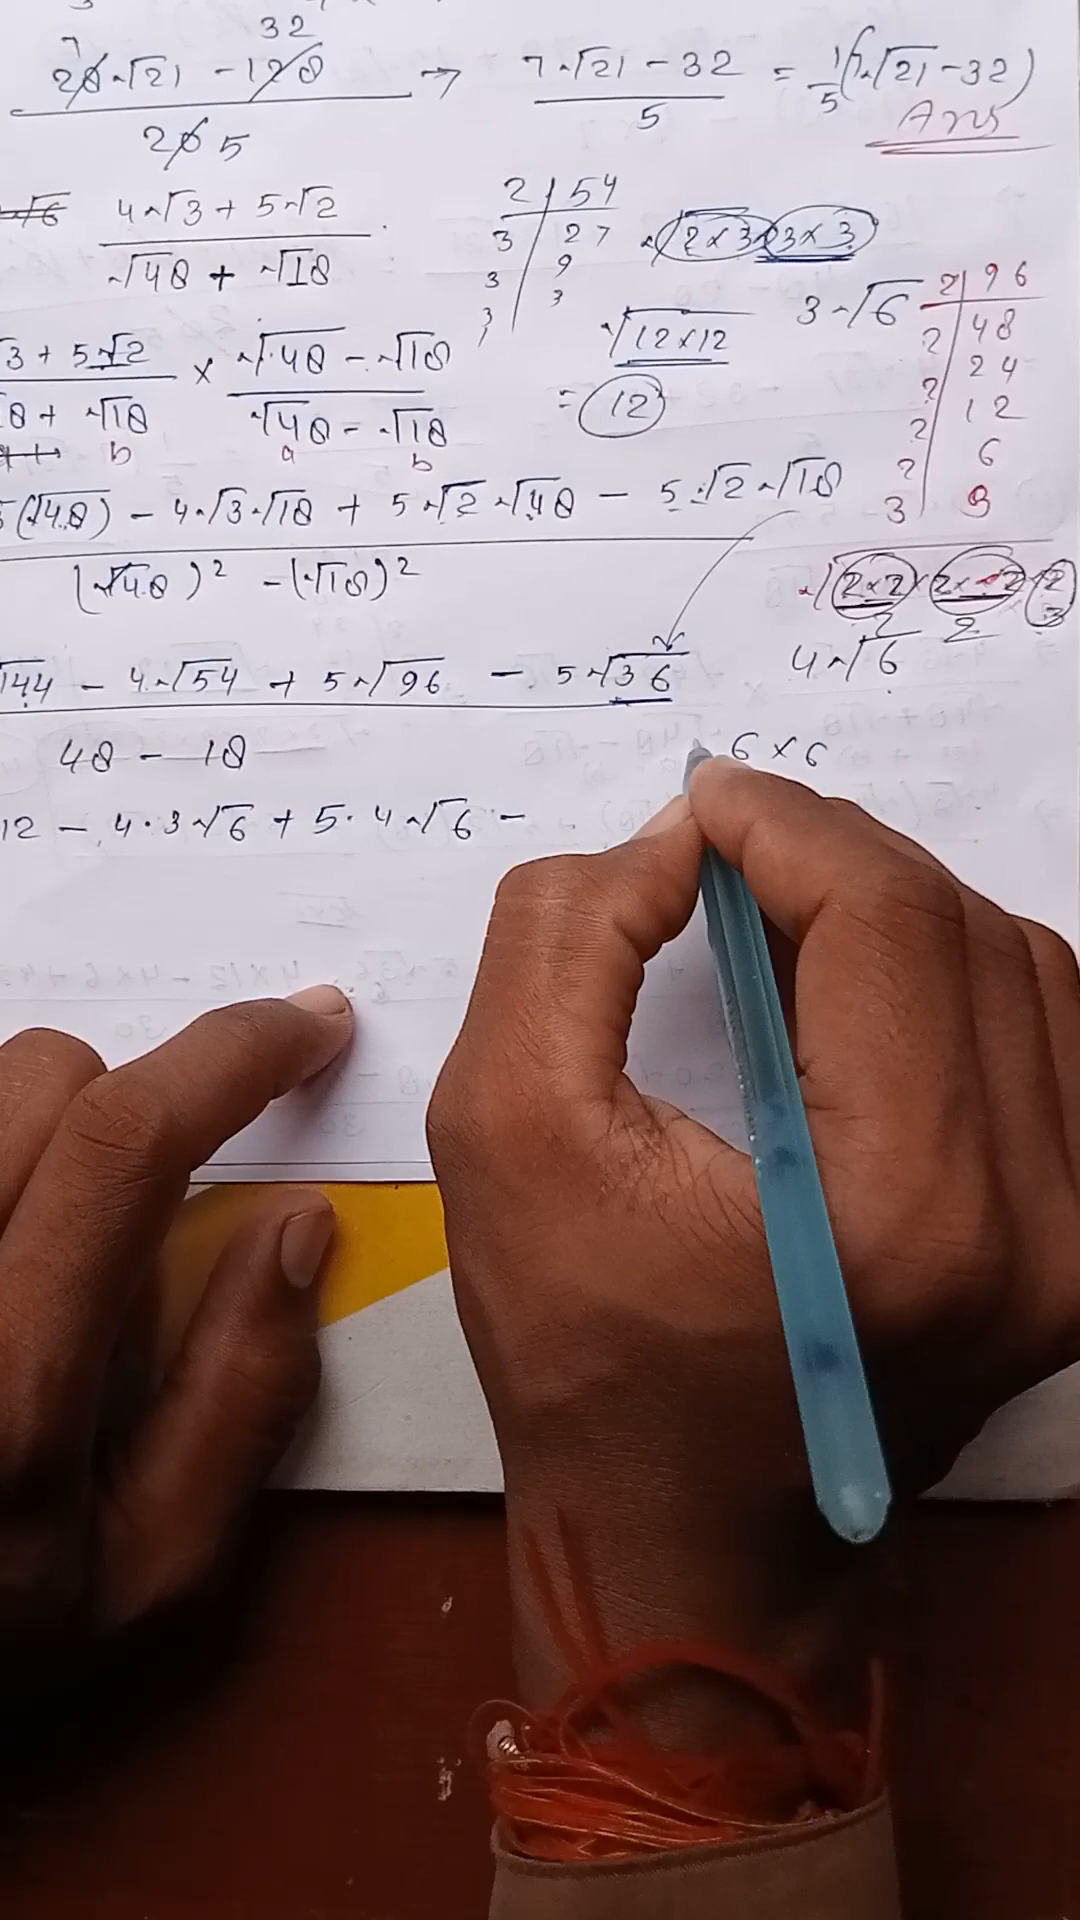 7 32
28√21 - 128 → 7√21 - 32 = 1/5(7√21 - 32)
20 5 5
Ans
√6 4√3 + 5√2
√48 + √18
2 | 54
3 | 27
3 | 9
3 | 3
√2×3×3×3
3√6
√12×12
= 12
2 | 96
2 | 48
2 | 24
2 | 12
2 | 6
3 | 3
√2×2×2×2×2×3
2 2
4√6
√3 + 5√2 × √48 - √18
8 + √18 √48 - √18
b a b
(√48) - 4√3√18 + 5√2√48 - 5√2√18
(√48)² - (√18)²
√144 - 4√54 + 5√96 - 5√36
48 - 18
6×6
12 - 4·3√6 + 5·4√6 -